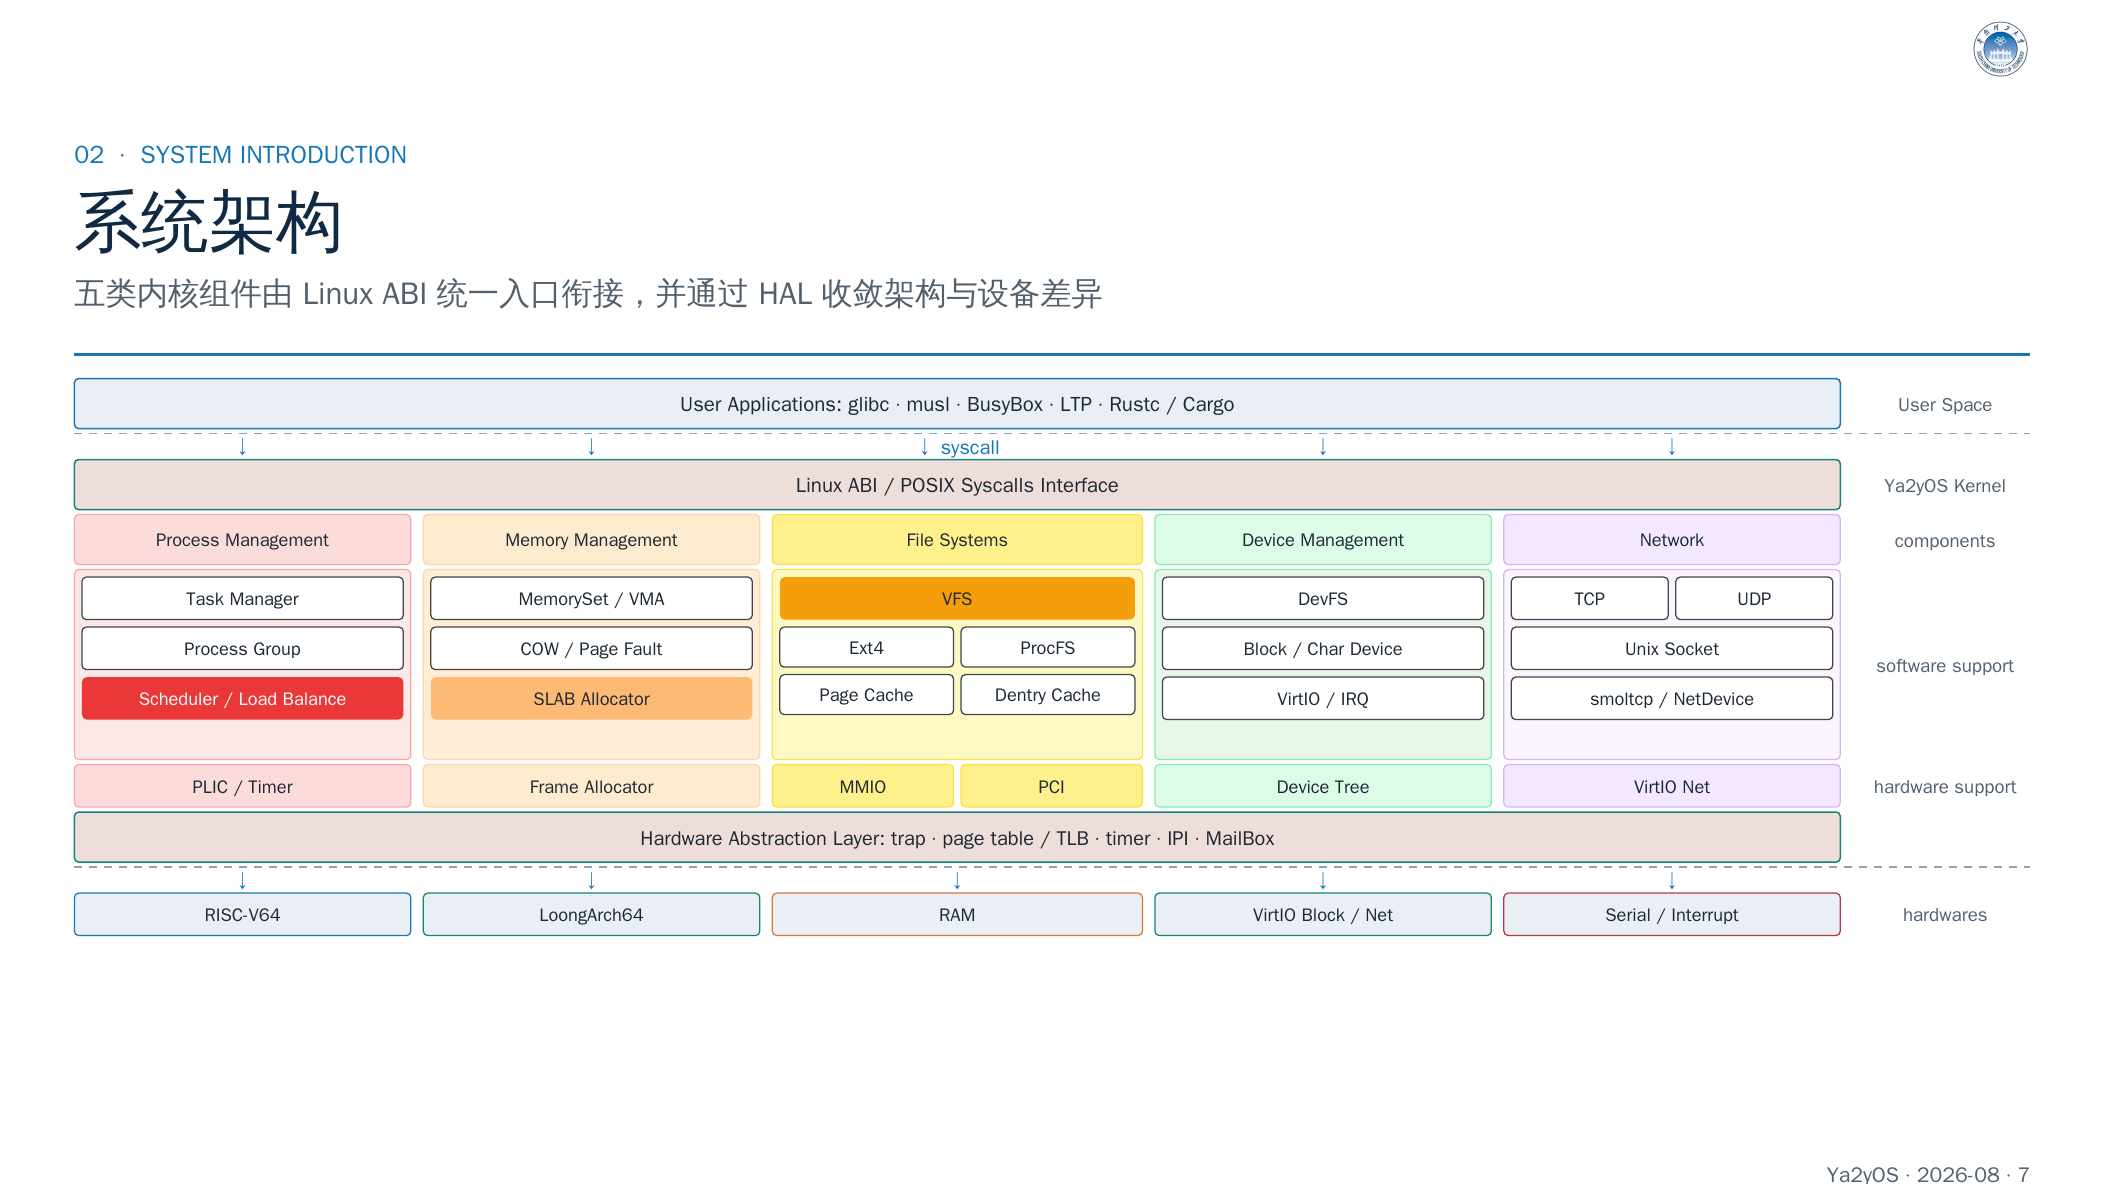 02 · SYSTEM INTRODUCTION
系统架构
五类内核组件由 Linux ABI 统一入口衔接，并通过 HAL 收敛架构与设备差异
User Applications: glibc · musl · BusyBox · LTP · Rustc / Cargo
User Space
↓ ↓ ↓ syscall ↓ ↓
Linux ABI / POSIX Syscalls Interface
Ya2yOS Kernel
Process Management
Memory Management
File Systems
Device Management
Network
components
Task Manager
Process Group
Scheduler / Load Balance
MemorySet / VMA
COW / Page Fault
SLAB Allocator
VFS
Ext4
ProcFS
Page Cache
Dentry Cache
DevFS
Block / Char Device
VirtIO / IRQ
TCP
UDP
Unix Socket
smoltcp / NetDevice
software support
PLIC / Timer
Frame Allocator
MMIO
PCI
Device Tree
VirtIO Net
hardware support
Hardware Abstraction Layer: trap · page table / TLB · timer · IPI · MailBox
↓ ↓ ↓ ↓ ↓
RISC-V64
LoongArch64
RAM
VirtIO Block / Net
Serial / Interrupt
hardwares
Ya2yOS · 2026-08 · 7